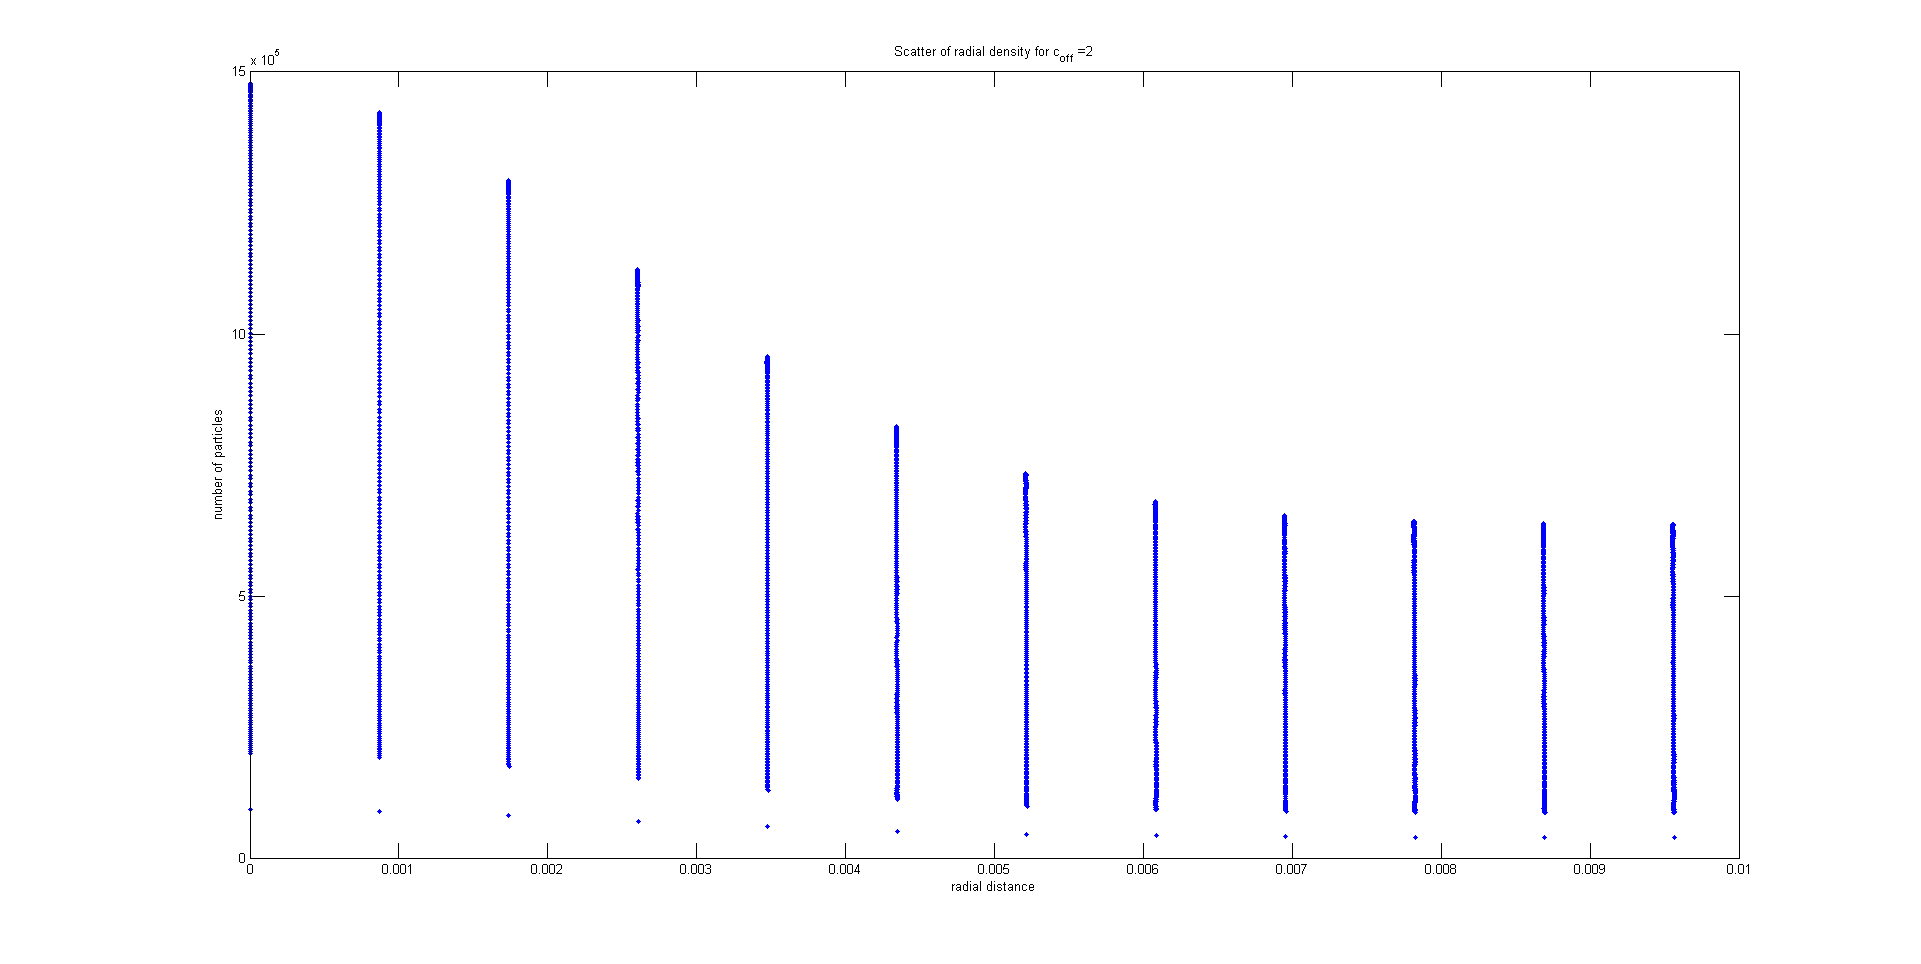 Scatter of radial density for c_off =2
x 10^5
15
10
5
0
number of particles
0 0.001 0.002 0.003 0.004 0.005 0.006 0.007 0.008 0.009 0.01
radial distance